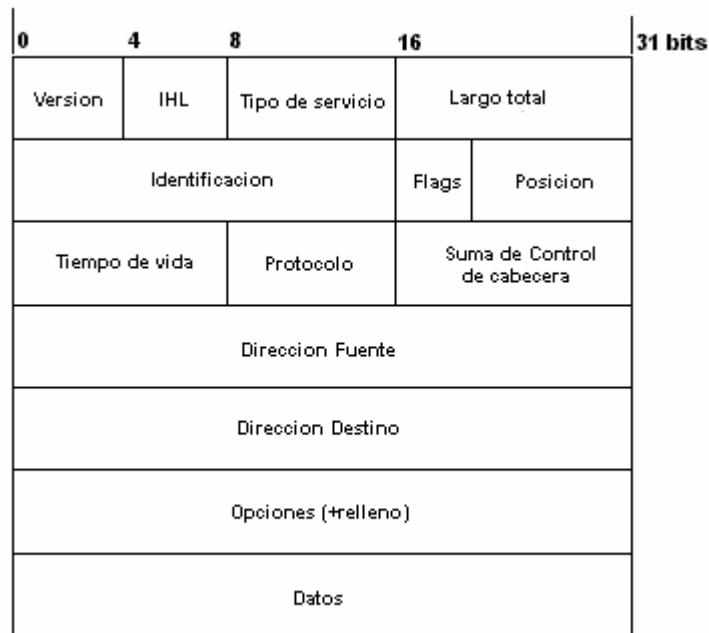 0 4 8 16 31 bits
Version IHL Tipo de servicio Largo total
Identificacion Flags Posicion
Tiempo de vida Protocolo Suma de Control
de cabecera
Direccion Fuente
Direccion Destino
Opciones (+relleno)
Datos